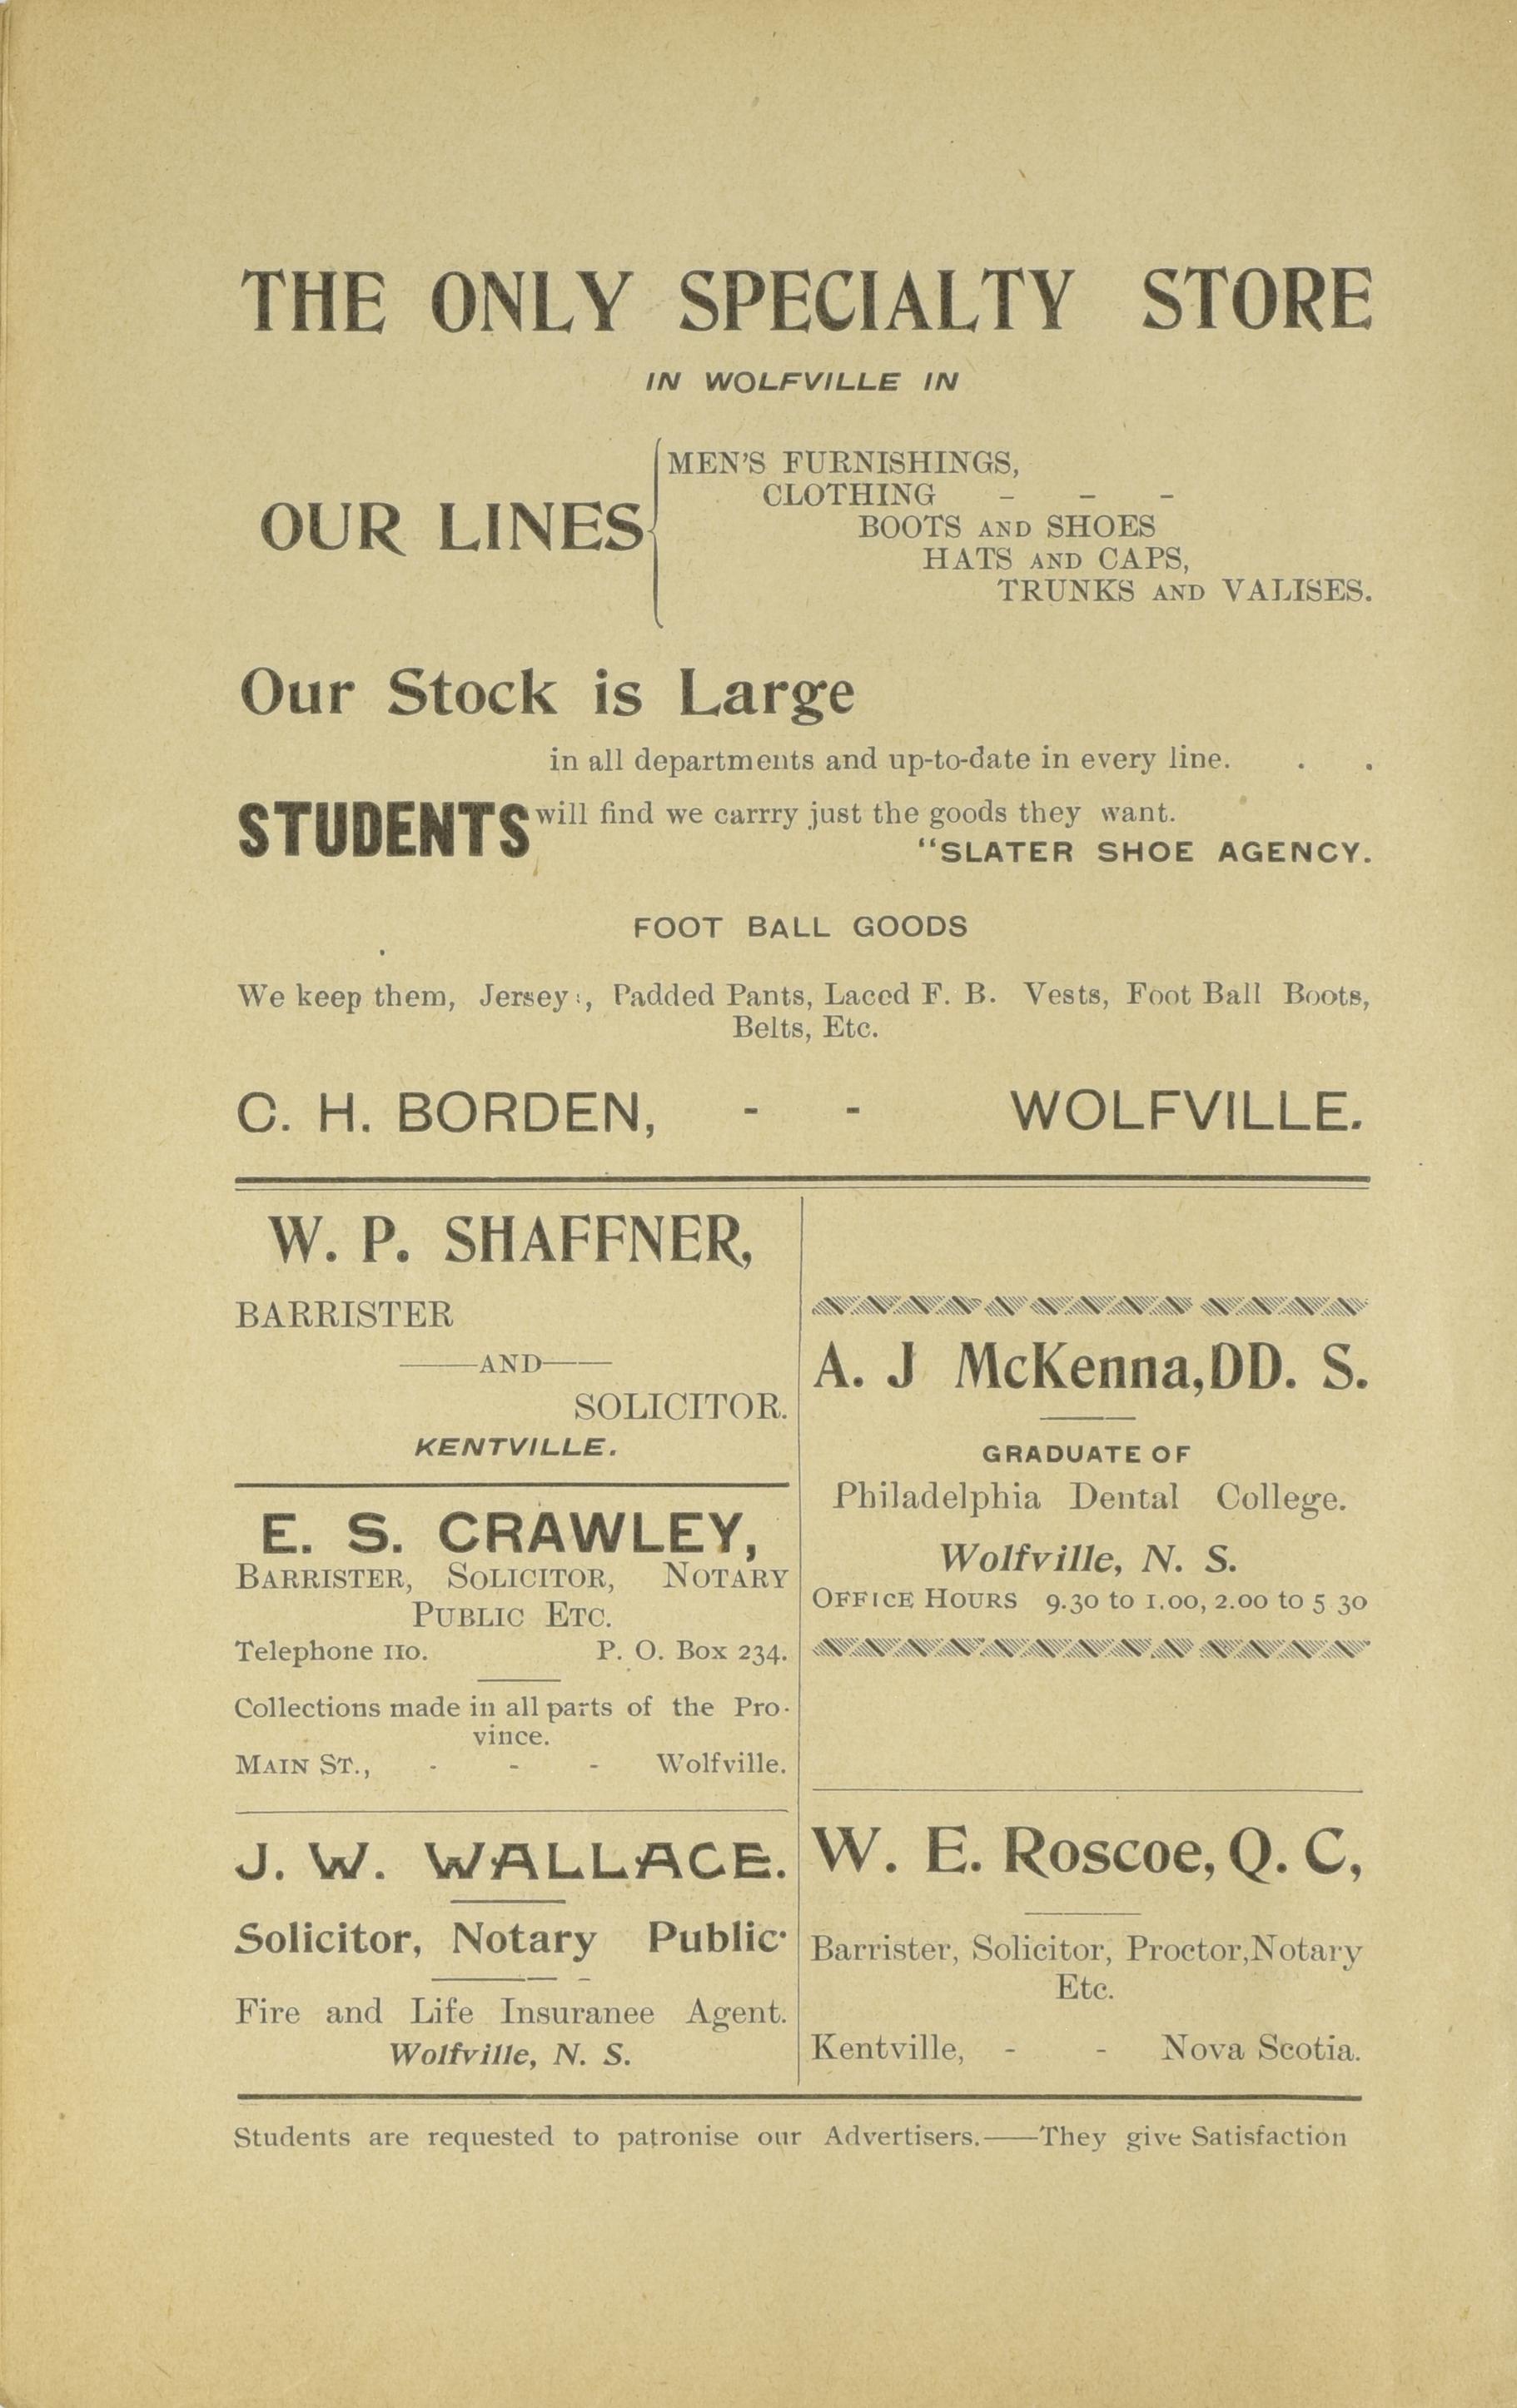 THE ONLY SPECIALTY STORE
IN WOLFVILLE IN
OUR LINES
MEN'S FURNISHINGS,
CLOTHING - - -
BOOTS AND SHOES
HATS AND CAPS,
TRUNKS AND VALISES.
Our Stock is Large
in all departments and up-to-date in every line. . .
STUDENTS will find we carrry just the goods they want.
"SLATER SHOE AGENCY.
FOOT BALL GOODS
We keep them, Jersey:, Padded Pants, Laced F. B. Vests, Foot Ball Boots,
Belts, Etc.
C. H. BORDEN, - - WOLFVILLE.
W. P. SHAFFNER,
BARRISTER
——AND——
SOLICITOR.
KENTVILLE.
E. S. CRAWLEY,
BARRISTER, SOLICITOR, NOTARY
PUBLIC ETC.
Telephone 110. P. O. Box 234.
Collections made in all parts of the Pro-
vince.
MAIN ST., - - - Wolfville.
J. W. WALLACE.
Solicitor, Notary Public·
Fire and Life Insuranee Agent.
Wolfville, N. S.
A. J McKenna, DD. S.
GRADUATE OF
Philadelphia Dental College.
Wolfville, N. S.
OFFICE HOURS 9.30 to 1.00, 2.00 to 5 30
W. E. Roscoe, Q. C,
Barrister, Solicitor, Proctor,Notary
Etc.
Kentville, - - Nova Scotia.
Students are requested to patronise our Advertisers.——They give Satisfaction